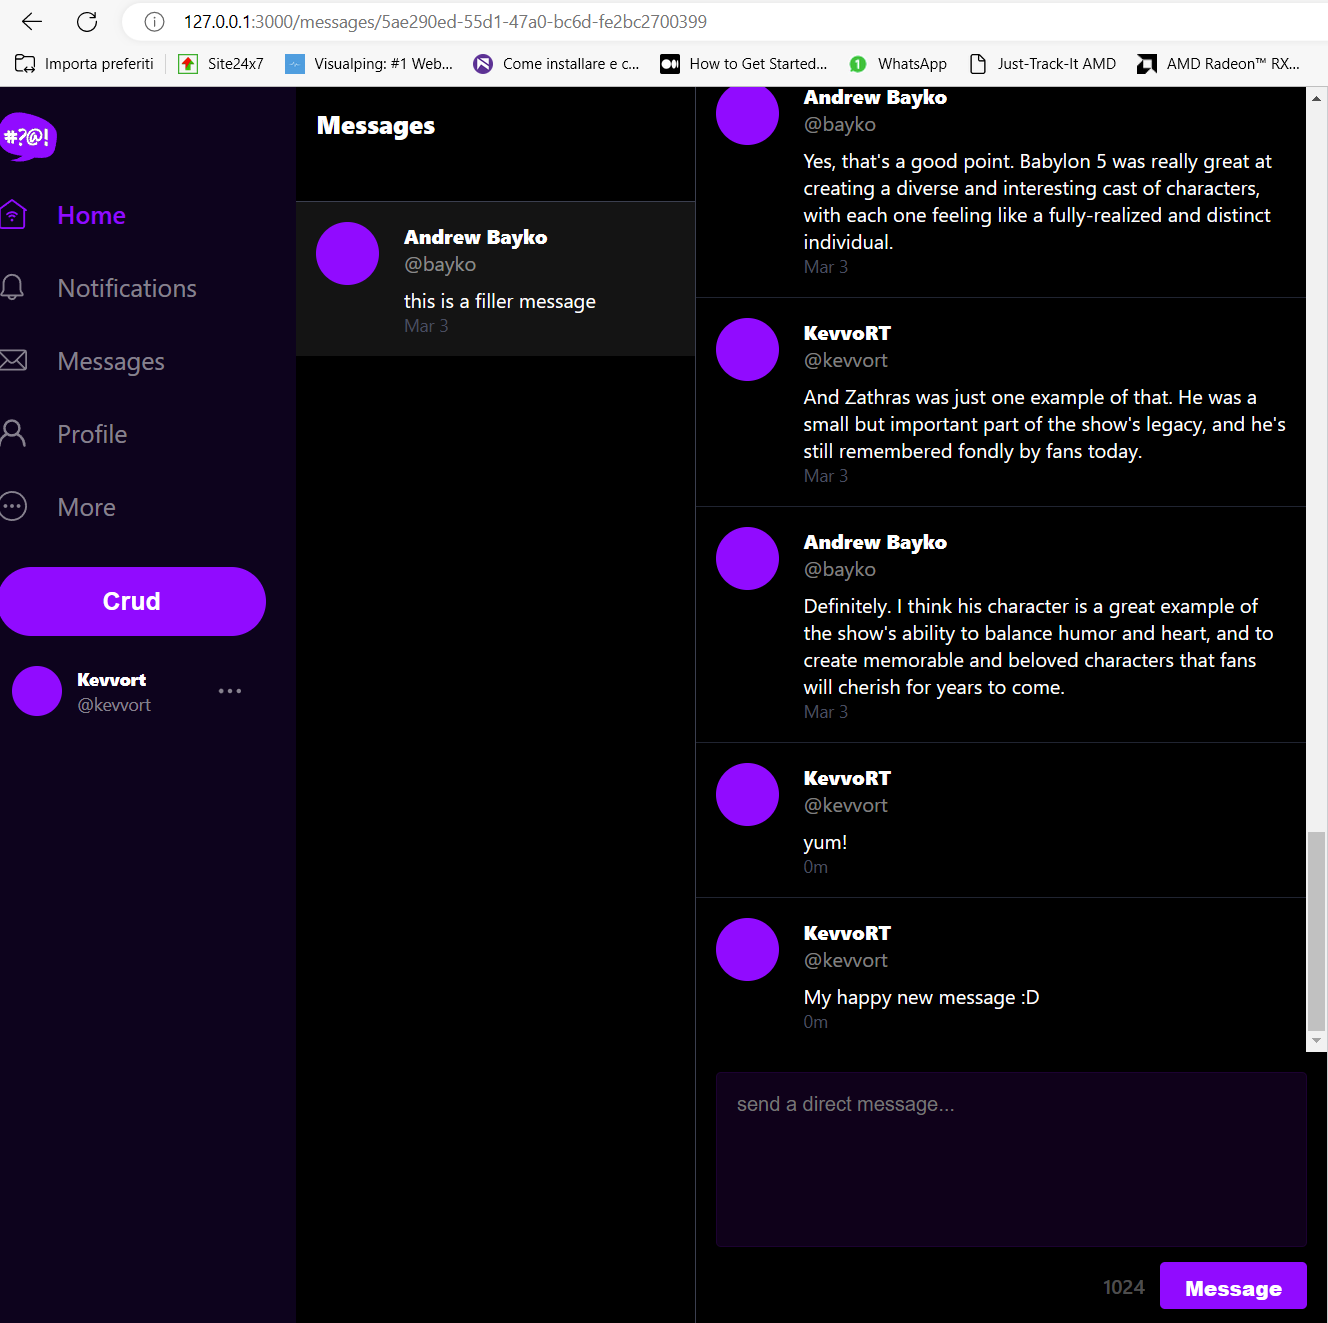 127.0.0.1:3000/messages/5ae290ed-55d1-47a0-bc6d-fe2bc2700399
Importa preferiti
Site24x7
Visualping: #1 Web...
Come installare e c...
How to Get Started...
1
WhatsApp
Just-Track-It AMD
AMD Radeon™ RX...
#?@!
Home
Notifications
Messages
Profile
More
Crud
Kevvort
@kevvort
Messages
Andrew Bayko
@bayko
this is a filler message
Mar 3
Andrew Bayko
@bayko
Yes, that's a good point. Babylon 5 was really great at
creating a diverse and interesting cast of characters,
with each one feeling like a fully-realized and distinct
individual.
Mar 3
KevvoRT
@kevvort
And Zathras was just one example of that. He was a
small but important part of the show's legacy, and he's
still remembered fondly by fans today.
Mar 3
Andrew Bayko
@bayko
Definitely. I think his character is a great example of
the show's ability to balance humor and heart, and to
create memorable and beloved characters that fans
will cherish for years to come.
Mar 3
KevvoRT
@kevvort
yum!
0m
KevvoRT
@kevvort
My happy new message :D
0m
send a direct message...
1024
Message